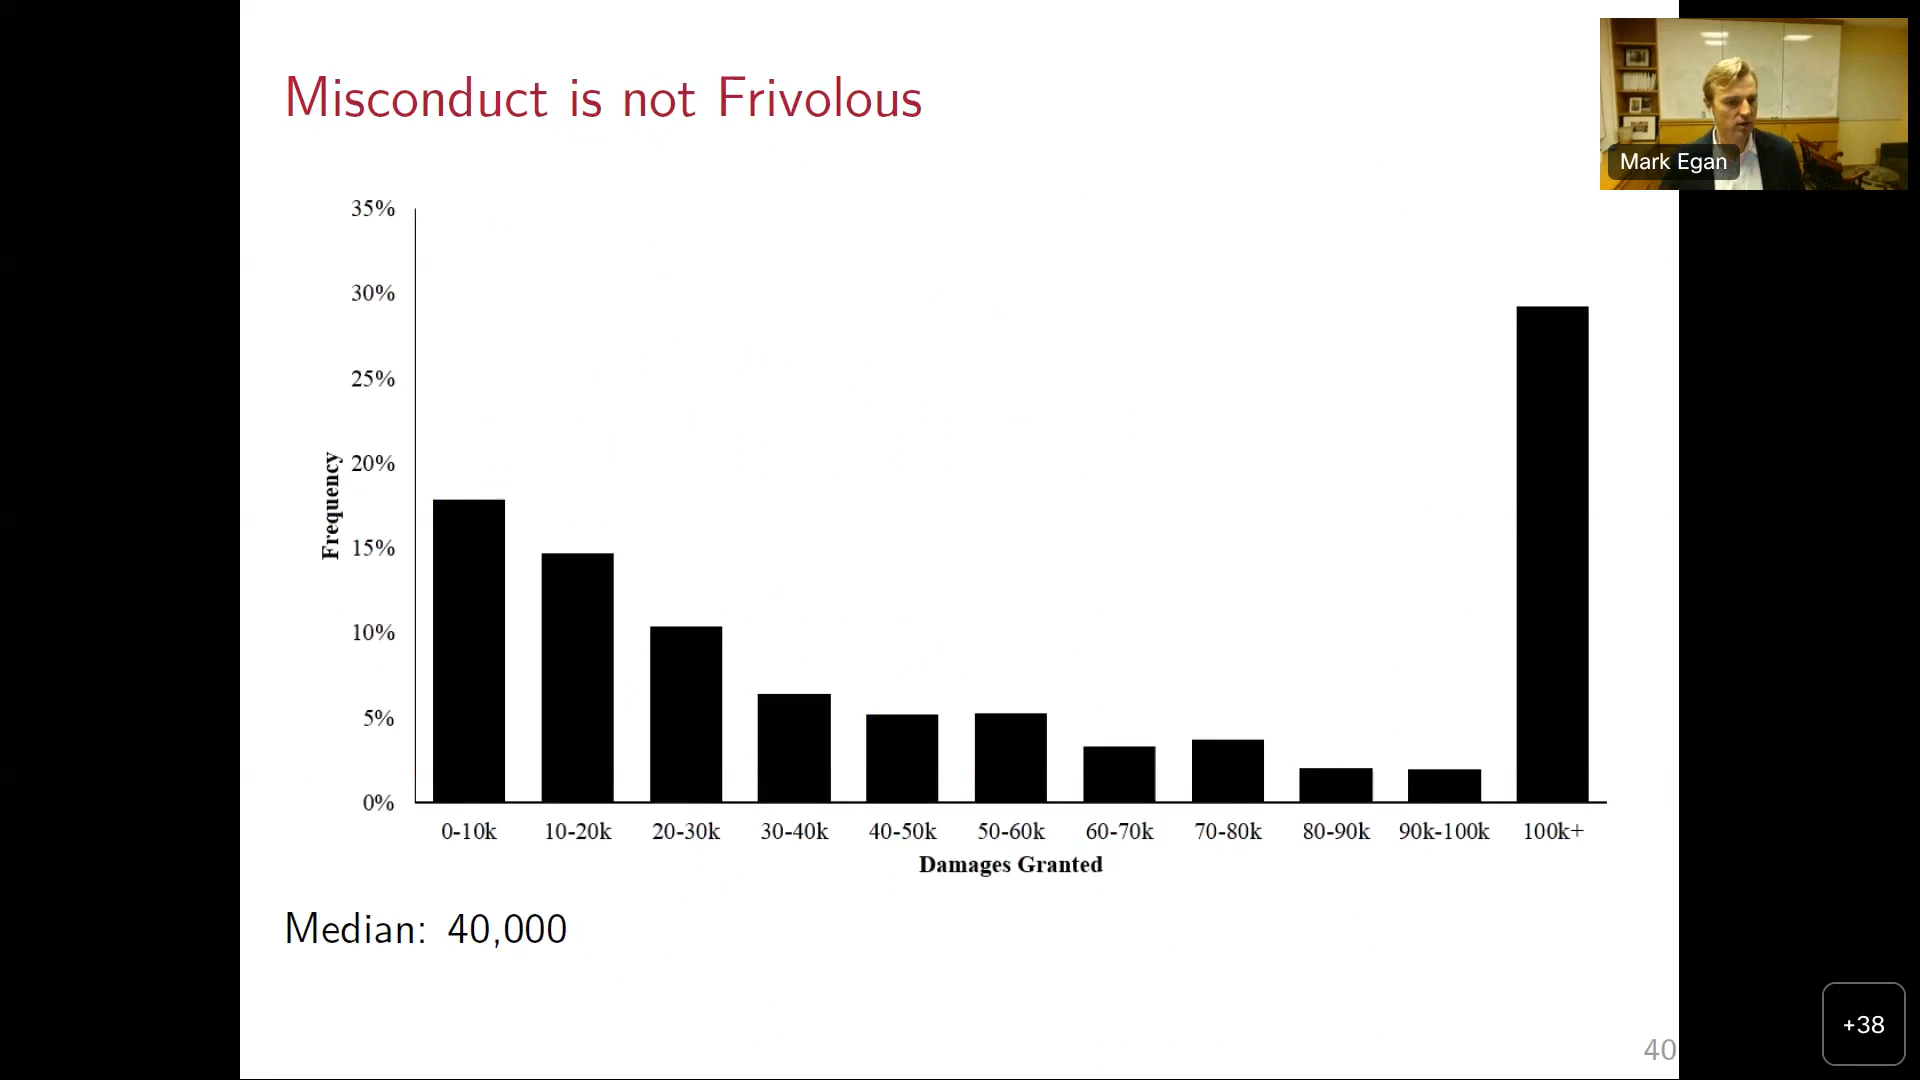 Misconduct is not Frivolous
Mark Egan
35%
30%
25%
20%
15%
10%
5%
0%
Frequency
0-10k 10-20k 20-30k 30-40k 40-50k 50-60k 60-70k 70-80k 80-90k 90k-100k 100k+
Damages Granted
Median: 40,000
40
+38